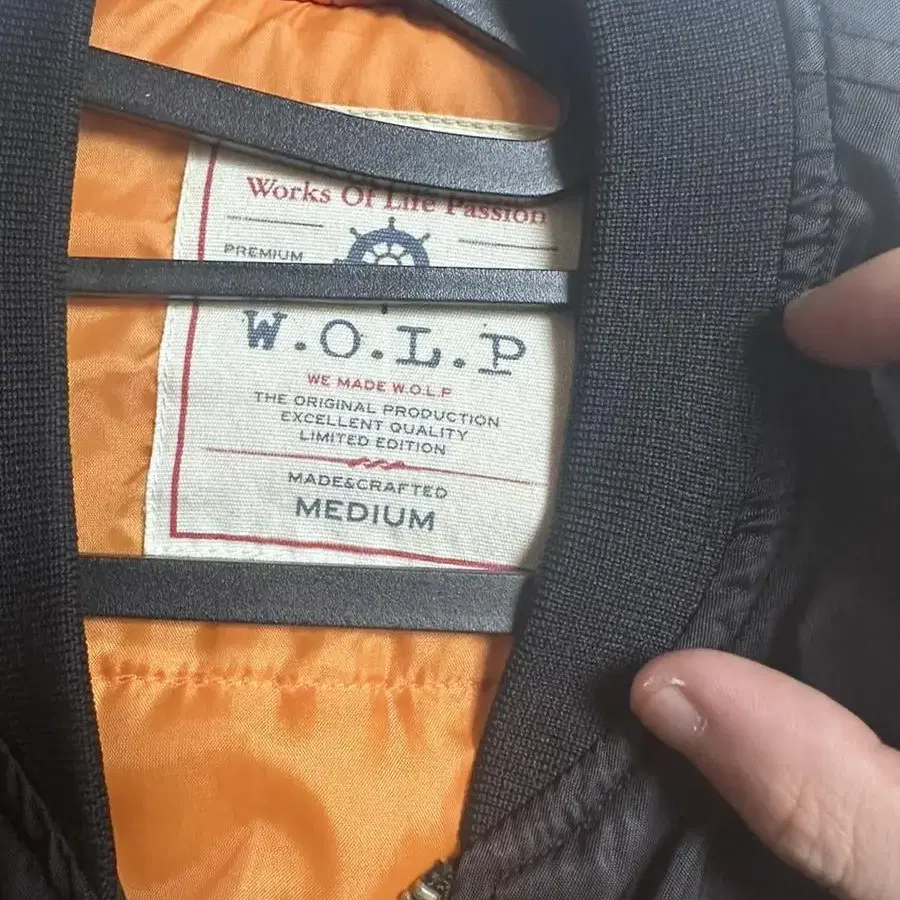 Works Of Life Passion
PREMIUM
W.O.L.P
WE MADE W.O.L.P
THE ORIGINAL PRODUCTION
EXCELLENT QUALITY
LIMITED EDITION
MADE&CRAFTED
MEDIUM